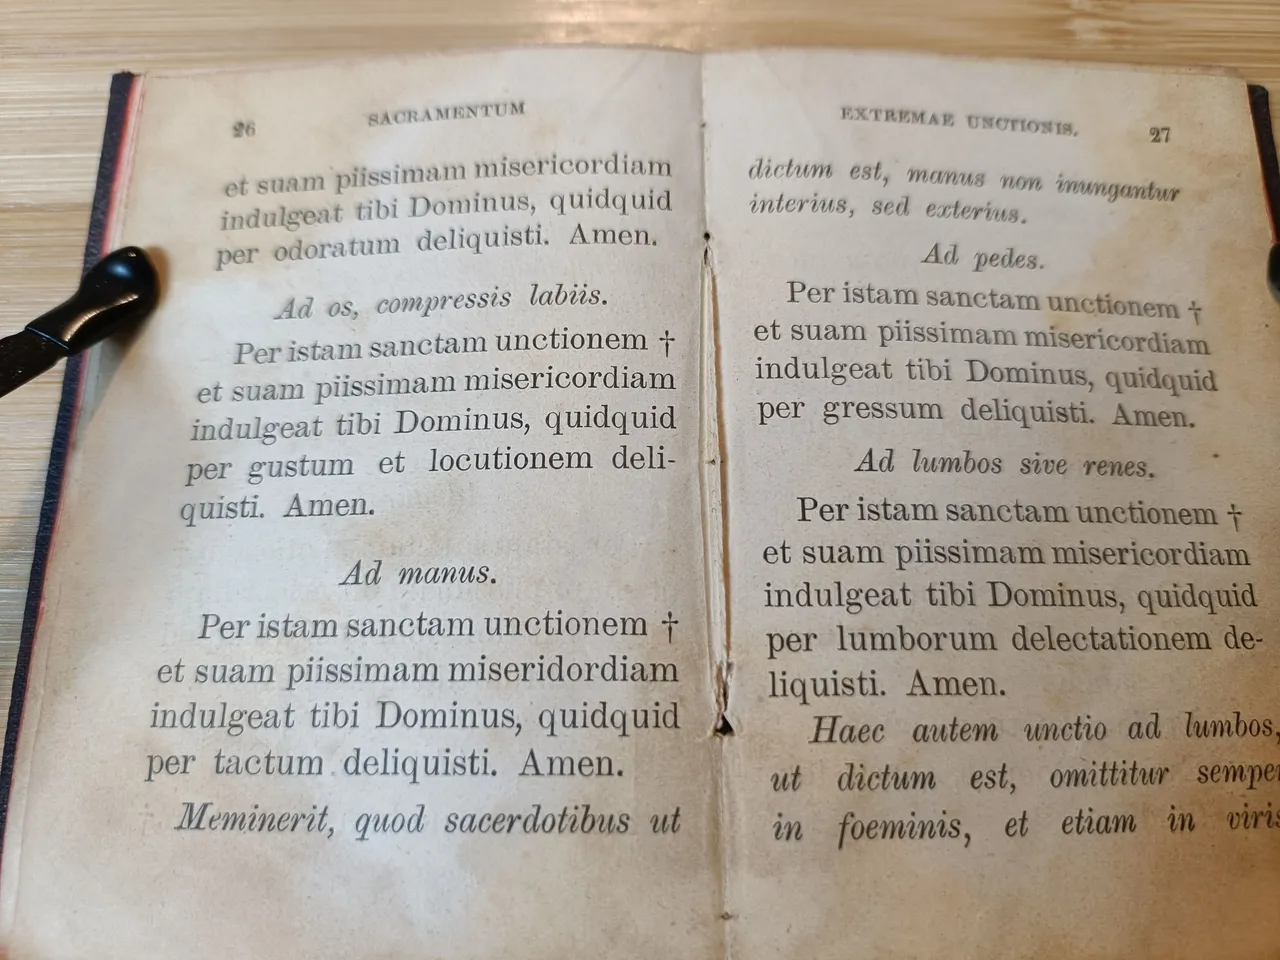 26 SACRAMENTUM
et suam piissimam misericordiam
indulgeat tibi Dominus, quidquid
per odoratum deliquisti. Amen.
Ad os, compressis labiis.
Per istam sanctam unctionem †
et suam piissimam misericordiam
indulgeat tibi Dominus, quidquid
per gustum et locutionem deli-
quisti. Amen.
Ad manus.
Per istam sanctam unctionem †
et suam piissimam miseridordiam
indulgeat tibi Dominus, quidquid
per tactum deliquisti. Amen.
Meminerit, quod sacerdotibus ut
EXTREMAE UNCTIONIS. 27
dictum est, manus non inungantur
interius, sed exterius.
Ad pedes.
Per istam sanctam unctionem †
et suam piissimam misericordiam
indulgeat tibi Dominus, quidquid
per gressum deliquisti. Amen.
Ad lumbos sive renes.
Per istam sanctam unctionem †
et suam piissimam misericordiam
indulgeat tibi Dominus, quidquid
per lumborum delectationem de-
liquisti. Amen.
Haec autem unctio ad lumbos,
ut dictum est, omittitur semper
in foeminis, et etiam in viris